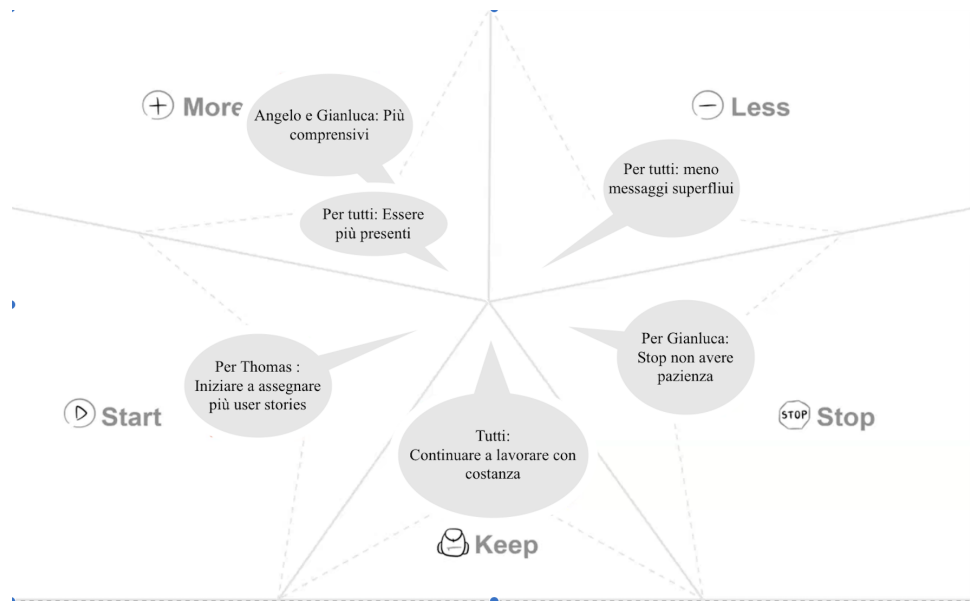 More
Angelo e Gianluca: Più
comprensivi
Per tutti: Essere
più presenti
Less
Per tutti: meno
messaggi superfliui
Per Thomas :
Iniziare a assegnare
più user stories
Start
Per Gianluca:
Stop non avere
pazienza
STOP Stop
Tutti:
Continuare a lavorare con
costanza
Keep